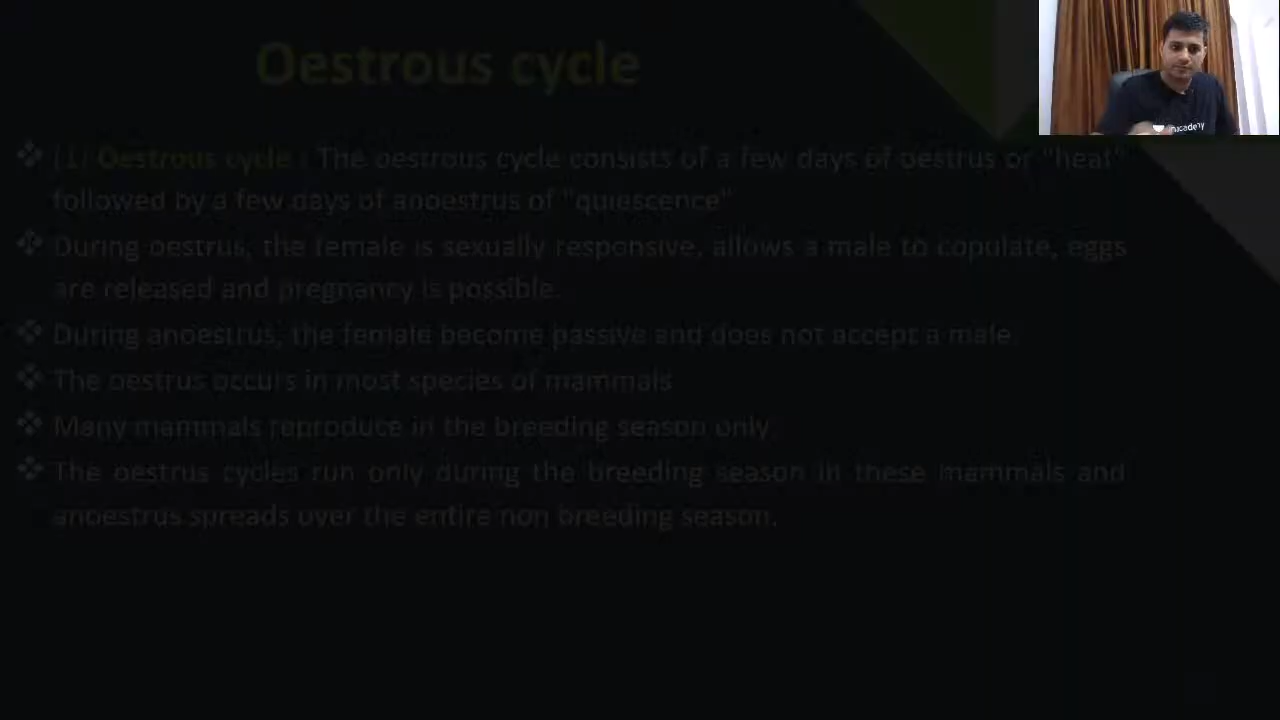 Oestrous cycle
(1) Oestrous cycle : The oestrous cycle consists of a few days of oestrus or "heat"
followed by a few days of anoestrus of "quiescence"
During oestrus, the female is sexually responsive, allows a male to copulate, eggs
are released and pregnancy is possible.
During anoestrus, the female become passive and does not accept a male.
The oestrus occurs in most species of mammals
Many mammals reproduce in the breeding season only.
The oestrus cycles run only during the breeding season in these mammals and
anoestrus spreads over the entire non breeding season.
unacademy